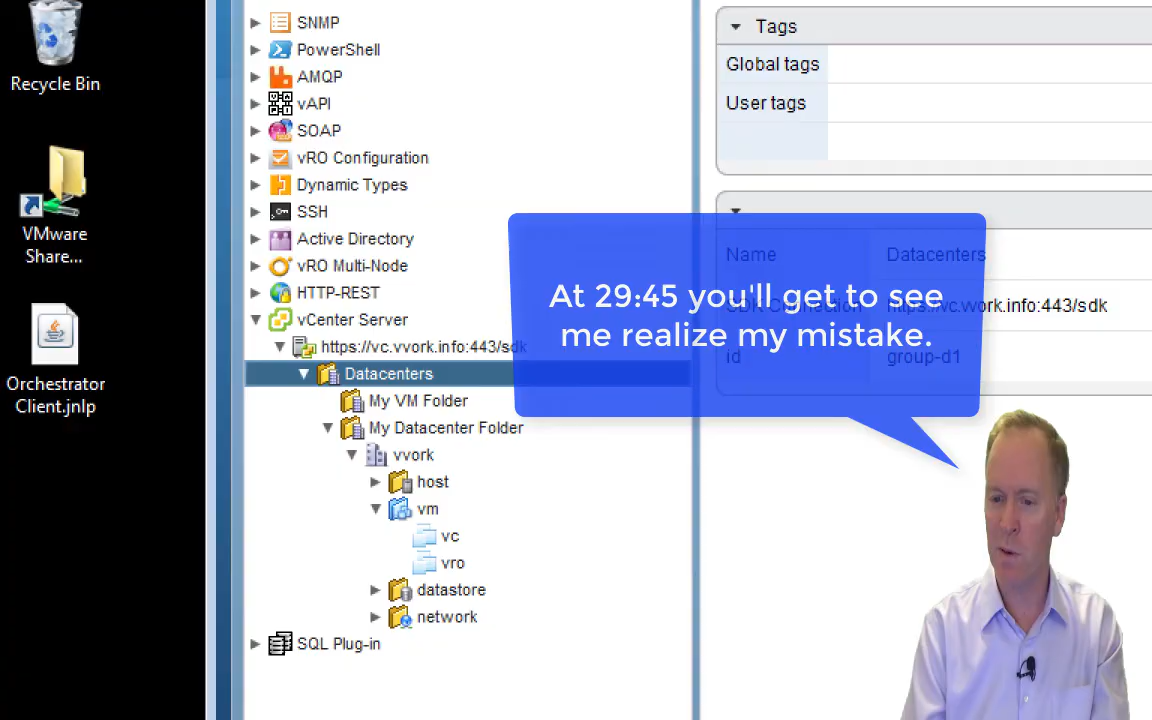 Recycle Bin
VMware
Share...
Orchestrator
Client.jnlp
SNMP
PowerShell
AMQP
vAPI
SOAP
vRO Configuration
Dynamic Types
SSH
Active Directory
vRO Multi-Node
HTTP-REST
vCenter Server
https://vc.vvork.info:443/sdk
Datacenters
My VM Folder
My Datacenter Folder
vvork
host
vm
vc
vro
datastore
network
SQL Plug-in
Tags
Global tags
User tags
Name Datacenters
SDK Connection https://vc.vvork.info:443/sdk
id group-d1
At 29:45 you'll get to see
me realize my mistake.